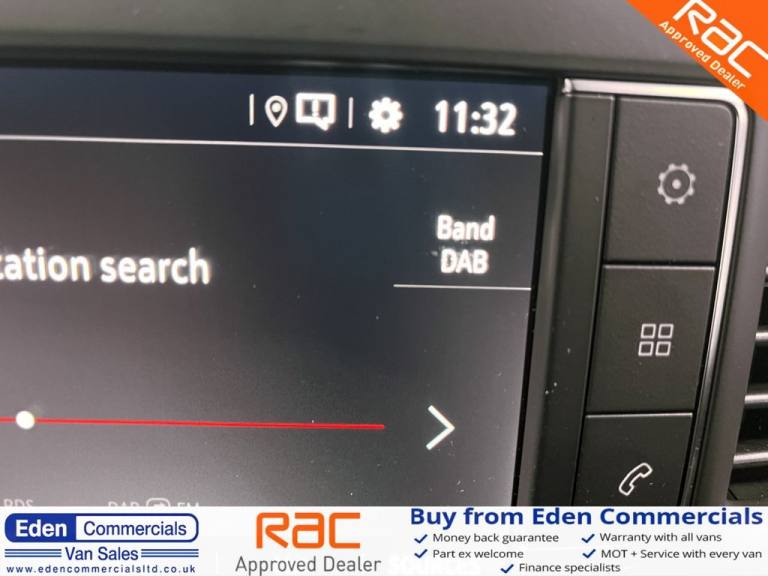 RAC
Approved Dealer
11:32
Band
DAB
ation search
Eden Commercials
Van Sales
www.edencommercialsltd.co.uk
RAC
Approved Dealer
SOURCES
Buy from Eden Commercials
✓ Money back guarantee ✓ Warranty with all vans
✓ Part ex welcome ✓ MOT + Service with every van
✓ Finance specialists